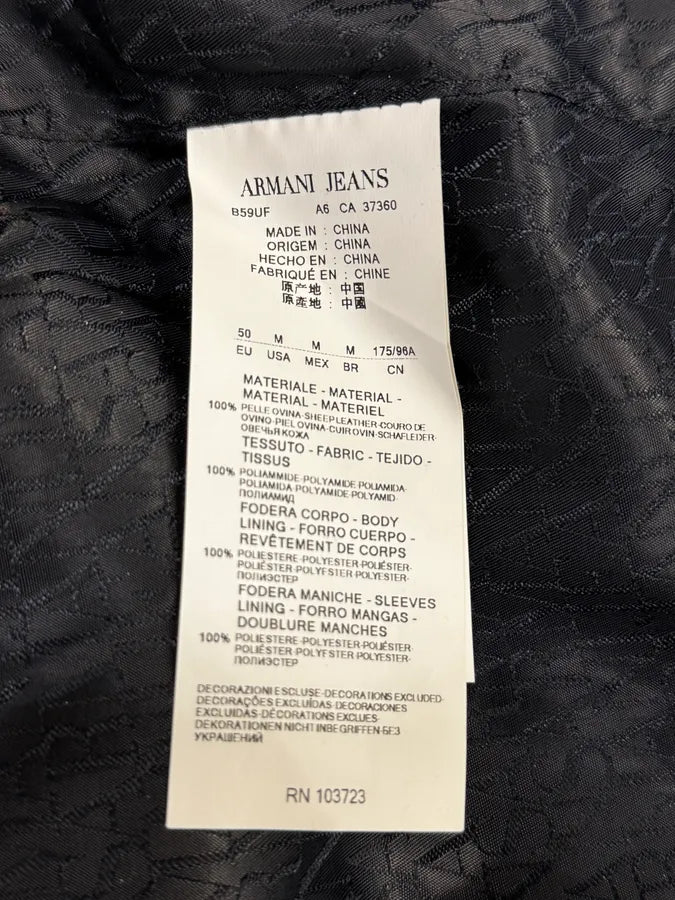 ARMANI JEANS
B59UF A6 CA 37360
MADE IN : CHINA
ORIGEM : CHINA
HECHO EN : CHINA
FABRIQUÉ EN : CHINE
原产地 : 中国
原產地 : 中國
50 M M M 175/96A
EU USA MEX BR CN
MATERIALE - MATERIAL -
MATERIAL - MATERIEL
100% PELLE OVINA-SHEEP LEATHER-COURO DE
OVINO-PIEL OVINA-CUIR OVIN-SCHAFLEDER-
ОВЕЧЬЯ КОЖА
TESSUTO - FABRIC - TEJIDO -
TISSUS
100% POLIAMMIDE-POLYAMIDE POLIAMIDA-
POLIAMIDA-POLYAMIDE-POLYAMID-
ПОЛИАМИД
FODERA CORPO - BODY
LINING - FORRO CUERPO -
REVÊTEMENT DE CORPS
100% POLIESTERE-POLYESTER-POLIÉSTER-
POLIÉSTER-POLYESTER-POLYESTER-
ПОЛИЭСТЕР
FODERA MANICHE - SLEEVES
LINING - FORRO MANGAS -
DOUBLURE MANCHES
100% POLIESTERE-POLYESTER-POLIÉSTER-
POLIÉSTER-POLYESTER-POLYESTER-
ПОЛИЭСТЕР
DECORAZIONI ESCLUSE-DECORATIONS EXCLUDED-
DECORAÇÕES EXCLUÍDAS-DECORACIONES
EXCLUIDAS-DÉCORATIONS EXCLUES-
DEKORATIONEN NICHT INBEGRIFFEN-БЕЗ
УКРАШЕНИЙ
RN 103723